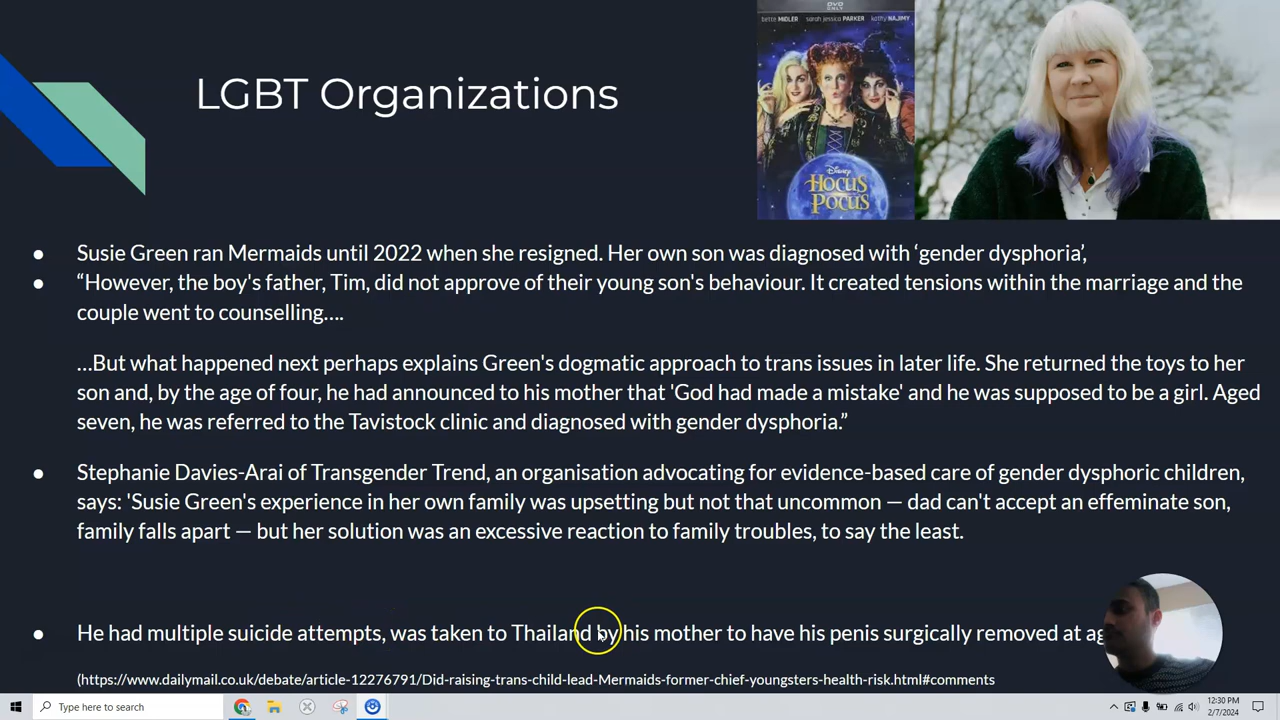 DVD
ONLY
bette MIDLER sarah jessica PARKER kathy NAJIMY
Disney
HOCUS
POCUS
LGBT Organizations
● Susie Green ran Mermaids until 2022 when she resigned. Her own son was diagnosed with ‘gender dysphoria’,
● “However, the boy's father, Tim, did not approve of their young son's behaviour. It created tensions within the marriage and the
couple went to counselling….
…But what happened next perhaps explains Green's dogmatic approach to trans issues in later life. She returned the toys to her
son and, by the age of four, he had announced to his mother that 'God had made a mistake' and he was supposed to be a girl. Aged
seven, he was referred to the Tavistock clinic and diagnosed with gender dysphoria.”
● Stephanie Davies-Arai of Transgender Trend, an organisation advocating for evidence-based care of gender dysphoric children,
says: 'Susie Green's experience in her own family was upsetting but not that uncommon — dad can't accept an effeminate son,
family falls apart — but her solution was an excessive reaction to family troubles, to say the least.
● He had multiple suicide attempts, was taken to Thailand by his mother to have his penis surgically removed at ag
(https://www.dailymail.co.uk/debate/article-12276791/Did-raising-trans-child-lead-Mermaids-former-chief-youngsters-health-risk.html#comments
Type here to search
12:30 PM
2/7/2024